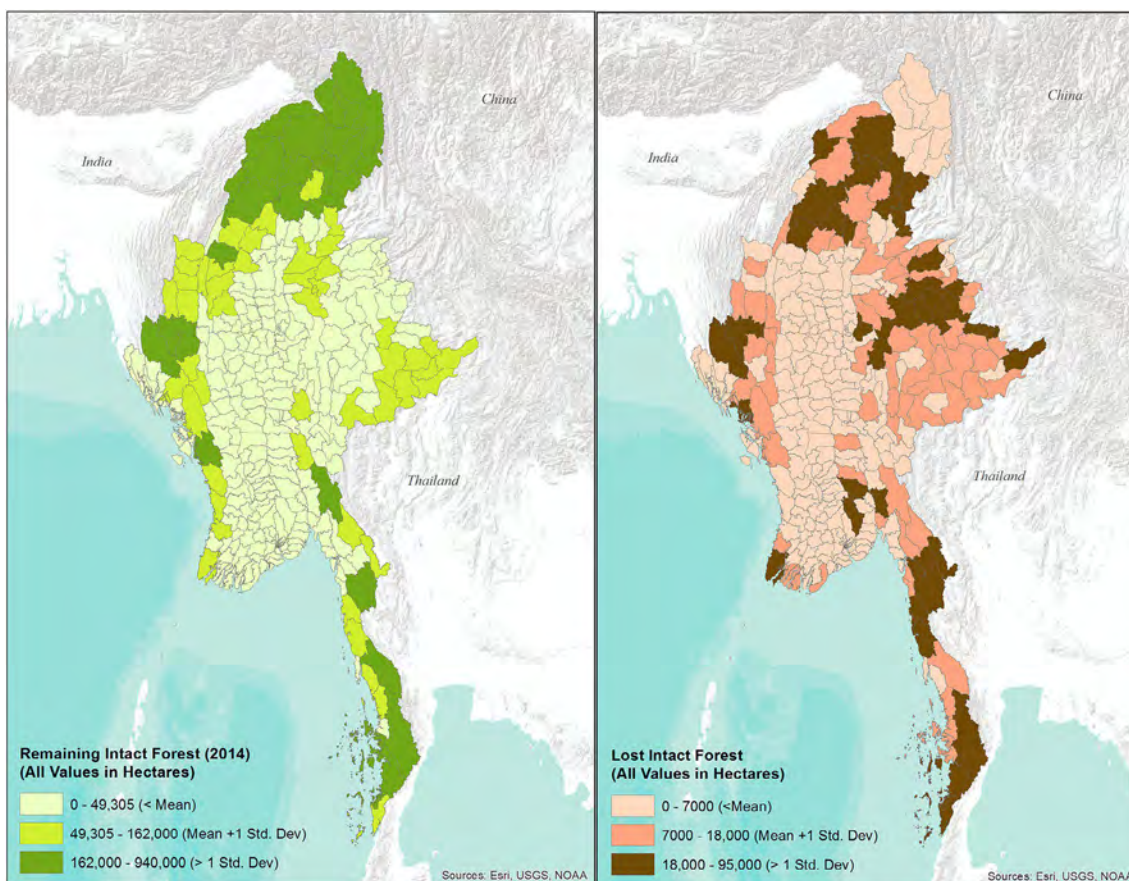 China
India
Thailand
Remaining Intact Forest (2014)
(All Values in Hectares)
0 - 49,305 (< Mean)
49,305 - 162,000 (Mean +1 Std. Dev)
162,000 - 940,000 (> 1 Std. Dev)
Sources: Esri, USGS, NOAA
China
India
Thailand
Lost Intact Forest
(All Values in Hectares)
0 - 7000 (<Mean)
7000 - 18,000 (Mean +1 Std. Dev)
18,000 - 95,000 (> 1 Std. Dev)
Sources: Esri, USGS, NOAA